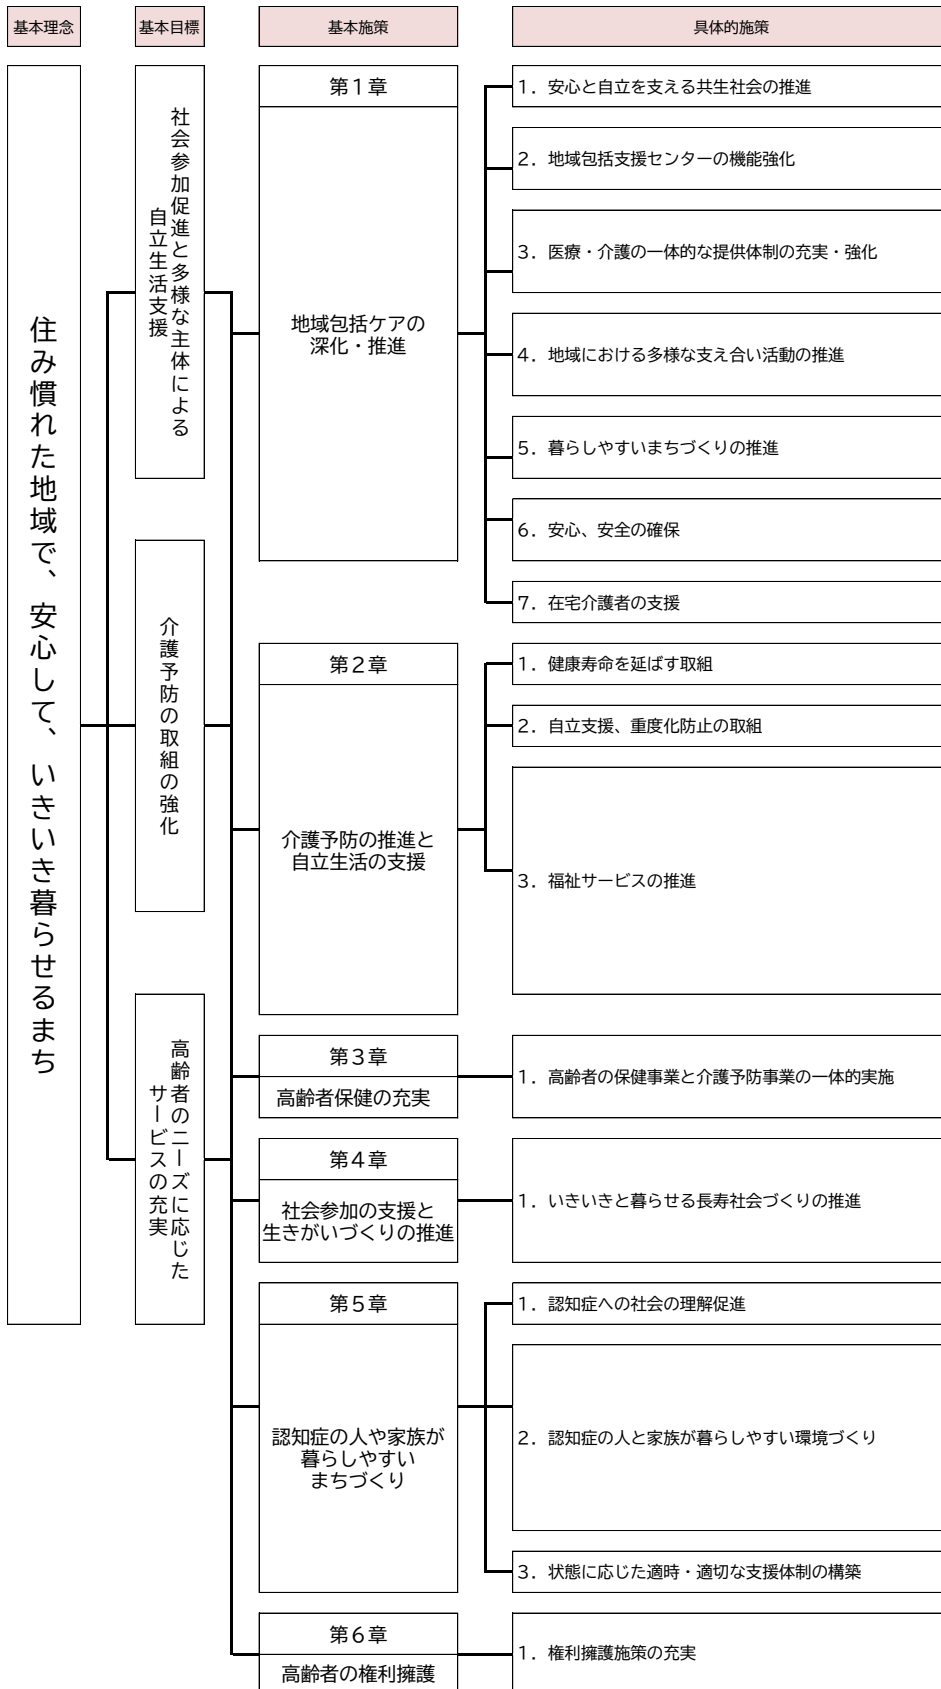 基本理念
基本目標
基本施策
具体的施策
住み慣れた地域で、安心して、いきいき暮らせるまち
社会参加促進と多様な主体による
自立生活支援
介護予防の取組の強化
高齢者のニーズに応じた
サービスの充実
第1章
地域包括ケアの
深化・推進
1. 安心と自立を支える共生社会の推進
2. 地域包括支援センターの機能強化
3. 医療・介護の一体的な提供体制の充実・強化
4. 地域における多様な支え合い活動の推進
5. 暮らしやすいまちづくりの推進
6. 安心、安全の確保
7. 在宅介護者の支援
第2章
介護予防の推進と
自立生活の支援
1. 健康寿命を延ばす取組
2. 自立支援、重度化防止の取組
3. 福祉サービスの推進
第3章
高齢者保健の充実
1. 高齢者の保健事業と介護予防事業の一体的実施
第4章
社会参加の支援と
生きがいづくりの推進
1. いきいきと暮らせる長寿社会づくりの推進
第5章
認知症の人や家族が
暮らしやすい
まちづくり
1. 認知症への社会の理解促進
2. 認知症の人と家族が暮らしやすい環境づくり
3. 状態に応じた適時・適切な支援体制の構築
第6章
高齢者の権利擁護
1. 権利擁護施策の充実